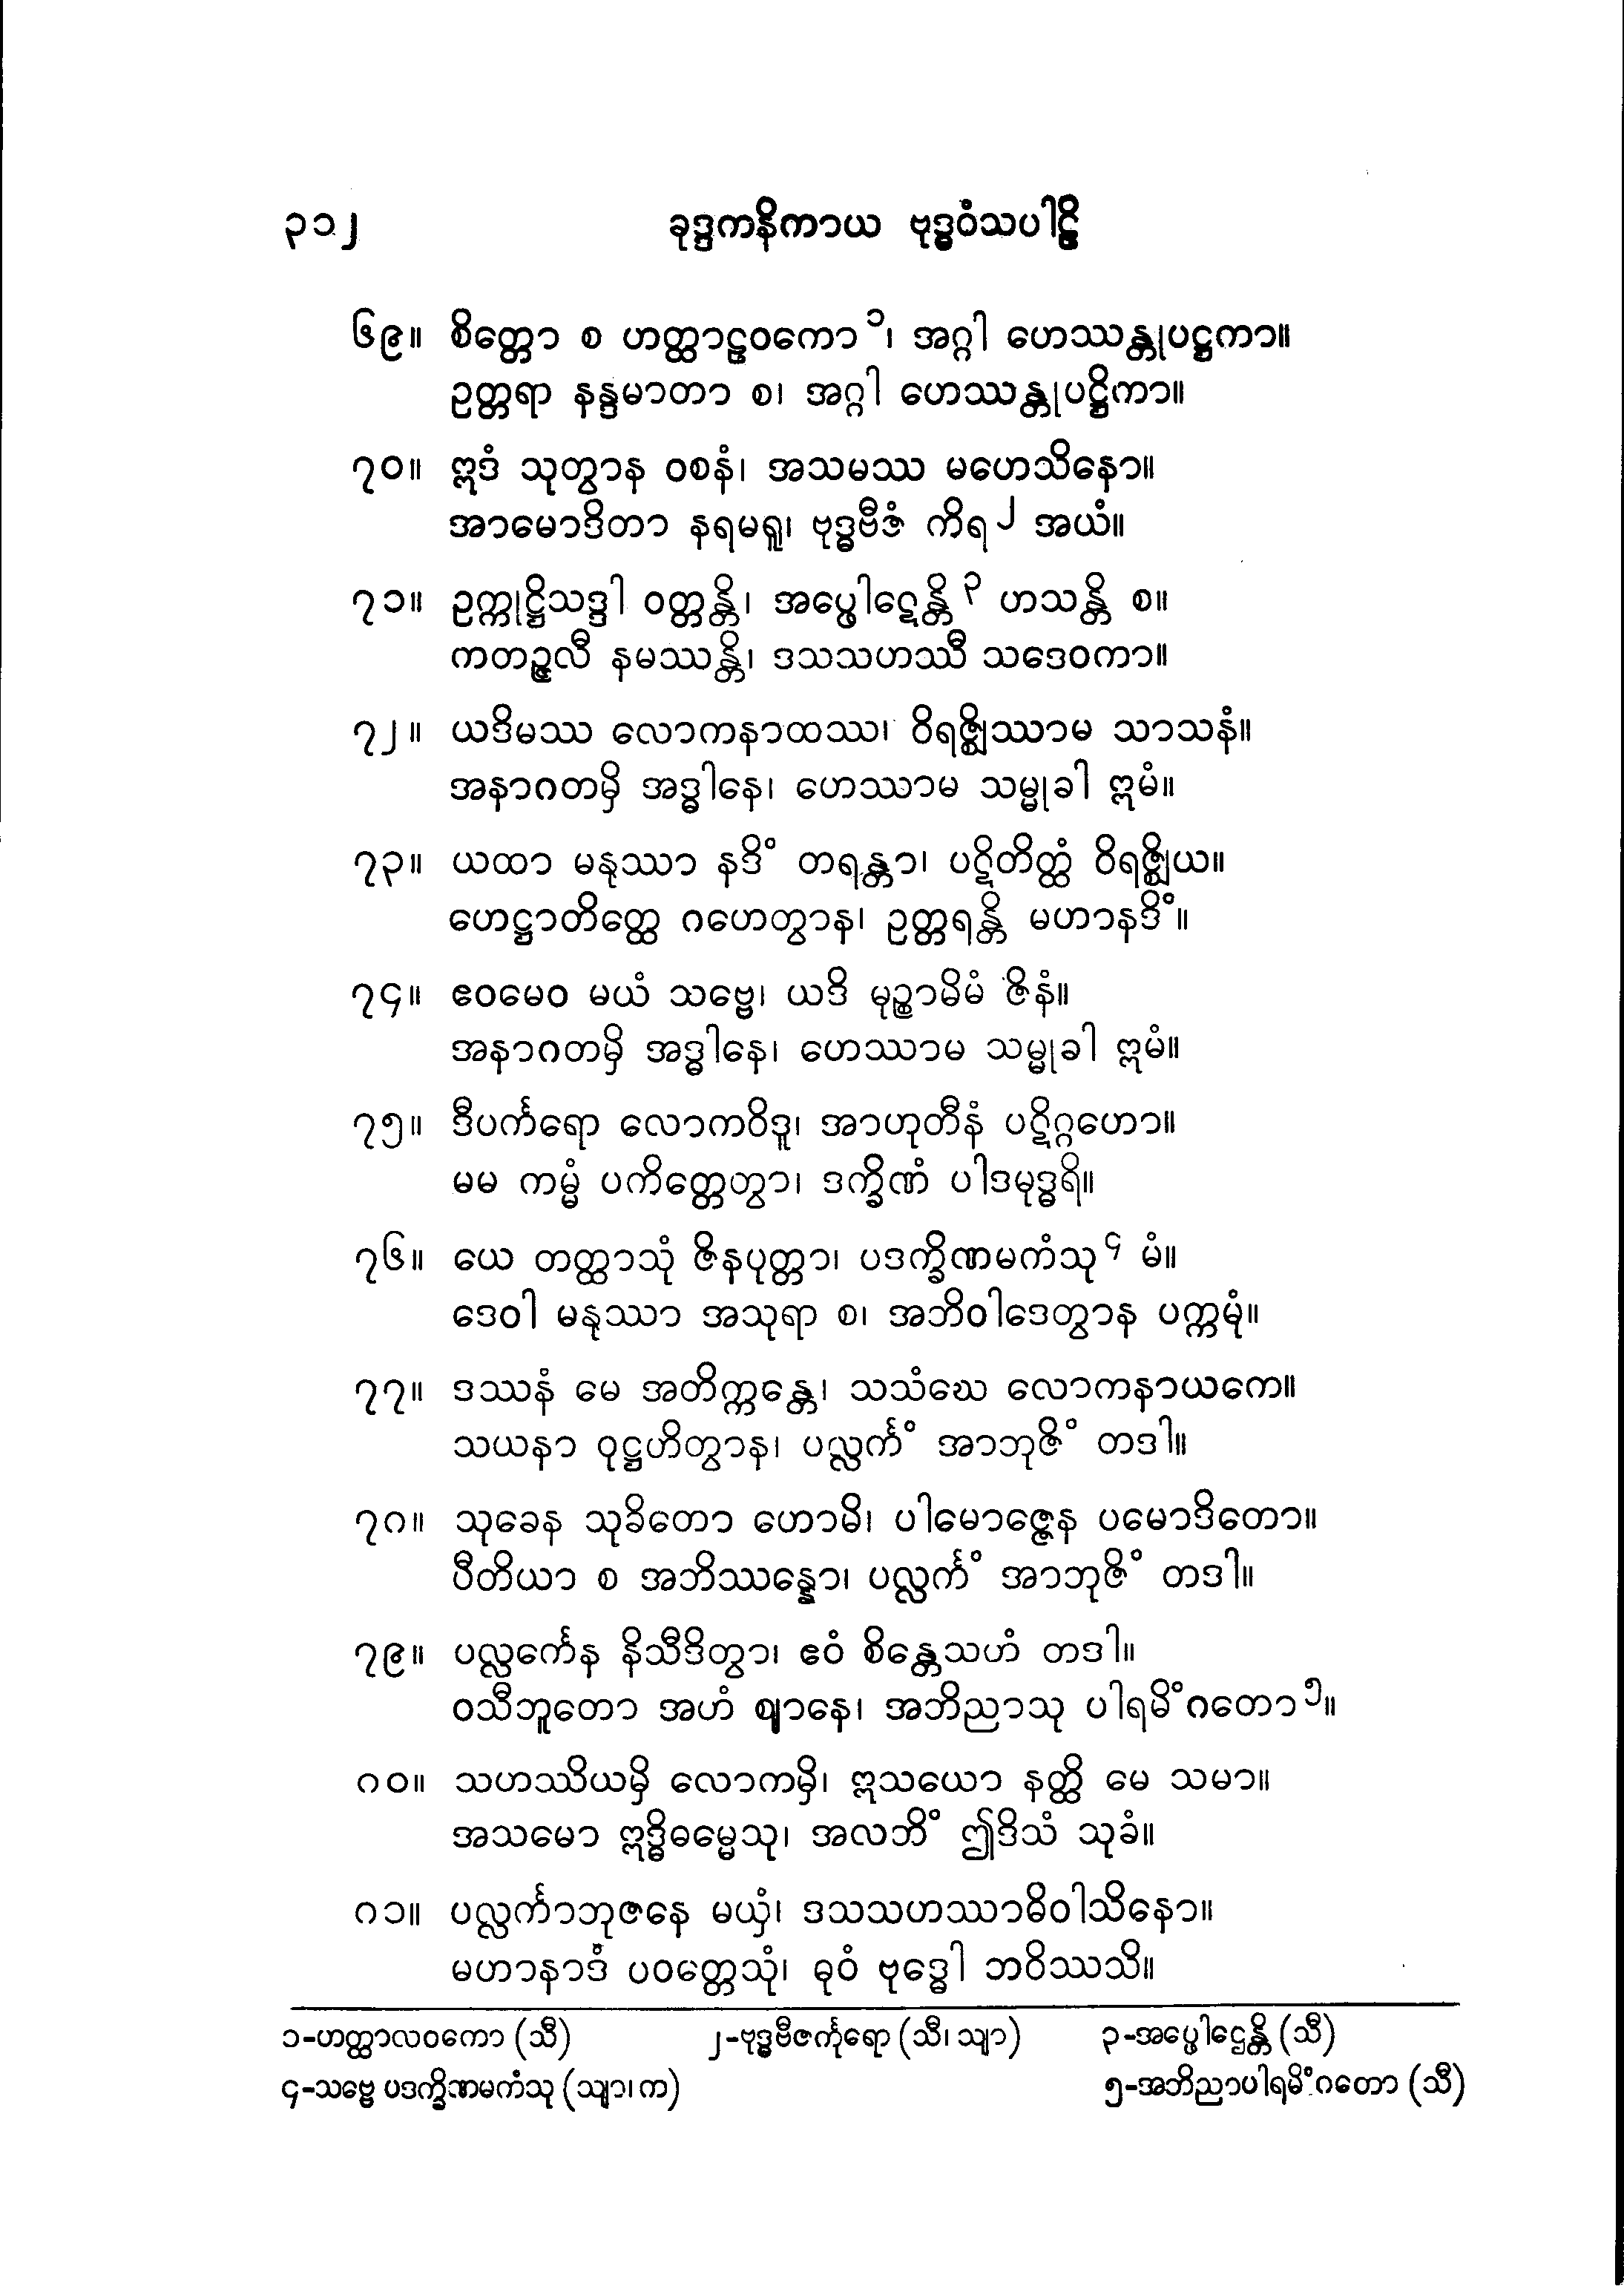 ၃၁၂ ခုဒ္ဒကနိကာယ ဗုဒ္ဓဝံသပါဠိ
၆၉။ စိတ္တော စ ဟတ္ထာဠဝကော၁၊ အဂ္ဂါ ဟေဿန္တုပဋ္ဌကာ။
ဥတ္တရာ နန္ဒမာတာ စ၊ အဂ္ဂါ ဟေဿန္တုပဋ္ဌိကာ။
၇၀။ ဣဒံ သုတွာန ဝစနံ၊ အသမဿ မဟေသိနော။
အာမောဒိတာ နရမရူ၊ ဗုဒ္ဓဗီဇံ ကိရ၂ အယံ။
၇၁။ ဥက္ကုဋ္ဌိသဒ္ဒါ ဝတ္တန္တိ၊ အပ္ဖေါဋေန္တိ၃ ဟသန္တိ စ။
ကတဉ္ဇလီ နမဿန္တိ၊ ဒသသဟဿီ သဒေဝကာ။
၇၂။ ယဒိမဿ လောကနာထဿ၊ ဝိရဇ္ဈိဿာမ သာသနံ။
အနာဂတမှိ အဒ္ဓါနေ၊ ဟေဿာမ သမ္မုခါ ဣမံ။
၇၃။ ယထာ မနုဿာ နဒိံ တရန္တာ၊ ပဋိတိတ္ထံ ဝိရဇ္ဈိယ။
ဟေဋ္ဌာတိတ္ထေ ဂဟေတွာန၊ ဥတ္တရန္တိ မဟာနဒိံ။
၇၄။ ဧဝမေဝ မယံ သဗ္ဗေ၊ ယဒိ မုဉ္စာမိမံ ဇိနံ။
အနာဂတမှိ အဒ္ဓါနေ၊ ဟေဿာမ သမ္မုခါ ဣမံ။
၇၅။ ဒီပင်္ကရော လောကဝိဒူ၊ အာဟုတီနံ ပဋိဂ္ဂဟော။
မမ ကမ္မံ ပကိတ္တေတွာ၊ ဒက္ခိဏံ ပါဒမုဒ္ဓရိ။
၇၆။ ယေ တတ္ထာသုံ ဇိနပုတ္တာ၊ ပဒက္ခိဏမကံသု၄ မံ။
ဒေဝါ မနုဿာ အသုရာ စ၊ အဘိဝါဒေတွာန ပက္ကမုံ။
၇၇။ ဒဿနံ မေ အတိက္ကန္တေ၊ သသံဃေ လောကနာယကေ။
သယနာ ဝုဋ္ဌဟိတွာန၊ ပလ္လင်္ကံ အာဘုဇိံ တဒါ။
၇၈။ သုခေန သုခိတော ဟောမိ၊ ပါမောဇ္ဇေန ပမောဒိတော။
ပီတိယာ စ အဘိဿန္နော၊ ပလ္လင်္ကံ အာဘုဇိံ တဒါ။
၇၉။ ပလ္လင်္ကေန နိသီဒိတွာ၊ ဧဝံ စိန္တေသဟံ တဒါ။
ဝသီဘူတော အဟံ ဈာနေ၊ အဘိညာသု ပါရမိံဂတော၅။
၈၀။ သဟဿိယမှိ လောကမှိ၊ ဣသယော နတ္ထိ မေ သမာ။
အသမော ဣဒ္ဓိဓမ္မေသု၊ အလဘိံ ဤဒိသံ သုခံ။
၈၁။ ပလ္လင်္ကာဘုဇနေ မယှံ၊ ဒသသဟဿာဓိဝါသိနော။
မဟာနာဒံ ပဝတ္တေသုံ၊ ဓုဝံ ဗုဒ္ဓေါ ဘဝိဿသိ။
၁-ဟတ္ထာလဝကော (သီ) ၂-ဗုဒ္ဓဗီဇင်္ကုရော (သီ၊ သျာ) ၃-အပ္ဖေါဌေန္တိ (သီ)
၄-သဗ္ဗေ ပဒက္ခိဏမကံသု (သျာ၊ က) ၅-အဘိညာပါရမိံဂတော (သီ)